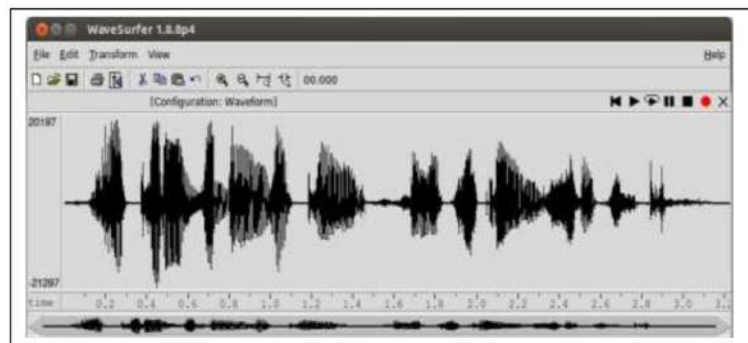 WaveSurfer 1.8.8p4
File Edit Transform View Help
00.000
[Configuration: Waveform]
20197
-21297
time 0.2 0.4 0.6 0.8 1.0 1.2 1.4 1.6 1.8 2.0 2.2 2.4 2.6 2.8 3.0 3.2